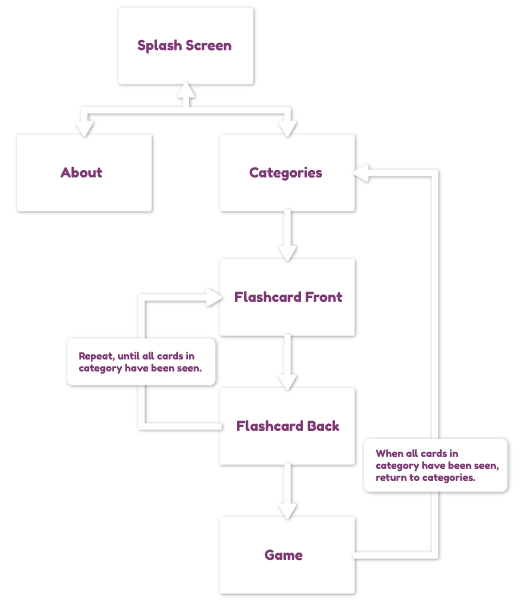 Splash Screen
About
Categories
Flashcard Front
Repeat, until all cards in
category have been seen.
Flashcard Back
When all cards in
category have been seen,
return to categories.
Game